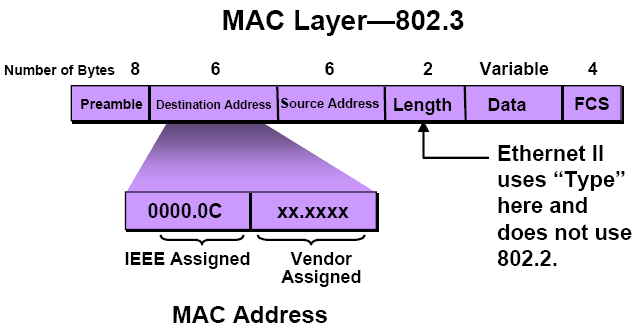 MAC Layer—802.3
Number of Bytes 8 6 6 2 Variable 4
Preamble Destination Address Source Address Length Data FCS
Ethernet II
uses “Type”
here and
does not use
802.2.
0000.0C xx.xxxx
IEEE Assigned Vendor
Assigned
MAC Address